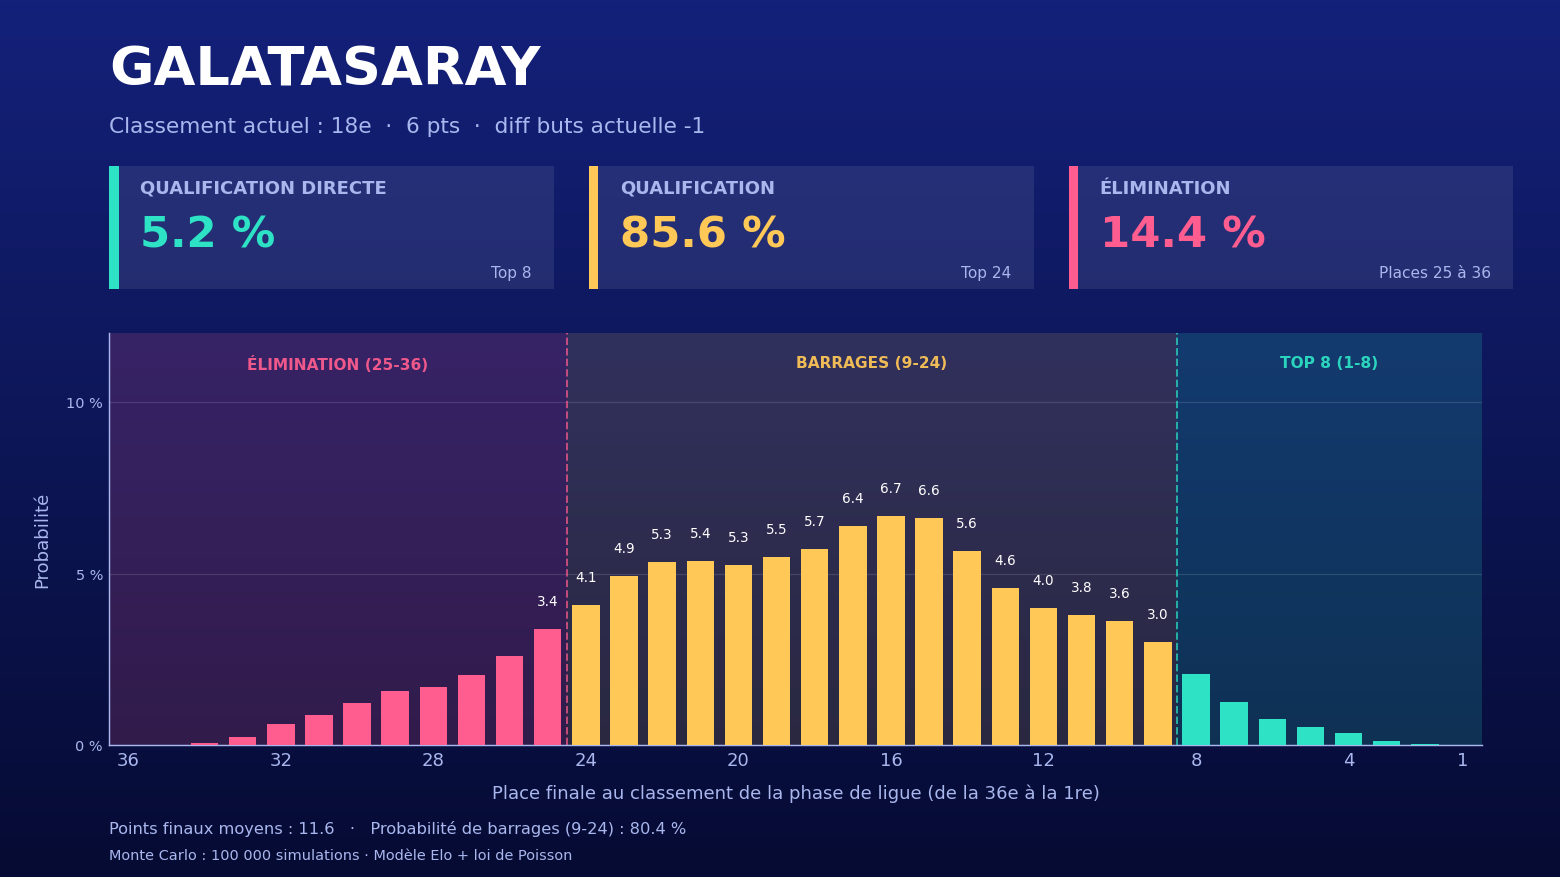 GALATASARAY
Classement actuel : 18e · 6 pts · diff buts actuelle -1
QUALIFICATION DIRECTE
5.2 %
Top 8
QUALIFICATION
85.6 %
Top 24
ÉLIMINATION
14.4 %
Places 25 à 36
ÉLIMINATION (25-36)
BARRAGES (9-24)
TOP 8 (1-8)
Probabilité
10 %
5 %
0 %
3.4
4.1
4.9
5.3
5.4
5.3
5.5
5.7
6.4
6.7
6.6
5.6
4.6
4.0
3.8
3.6
3.0
36 32 28 24 20 16 12 8 4 1
Place finale au classement de la phase de ligue (de la 36e à la 1re)
Points finaux moyens : 11.6 · Probabilité de barrages (9-24) : 80.4 %
Monte Carlo : 100 000 simulations · Modèle Elo + loi de Poisson